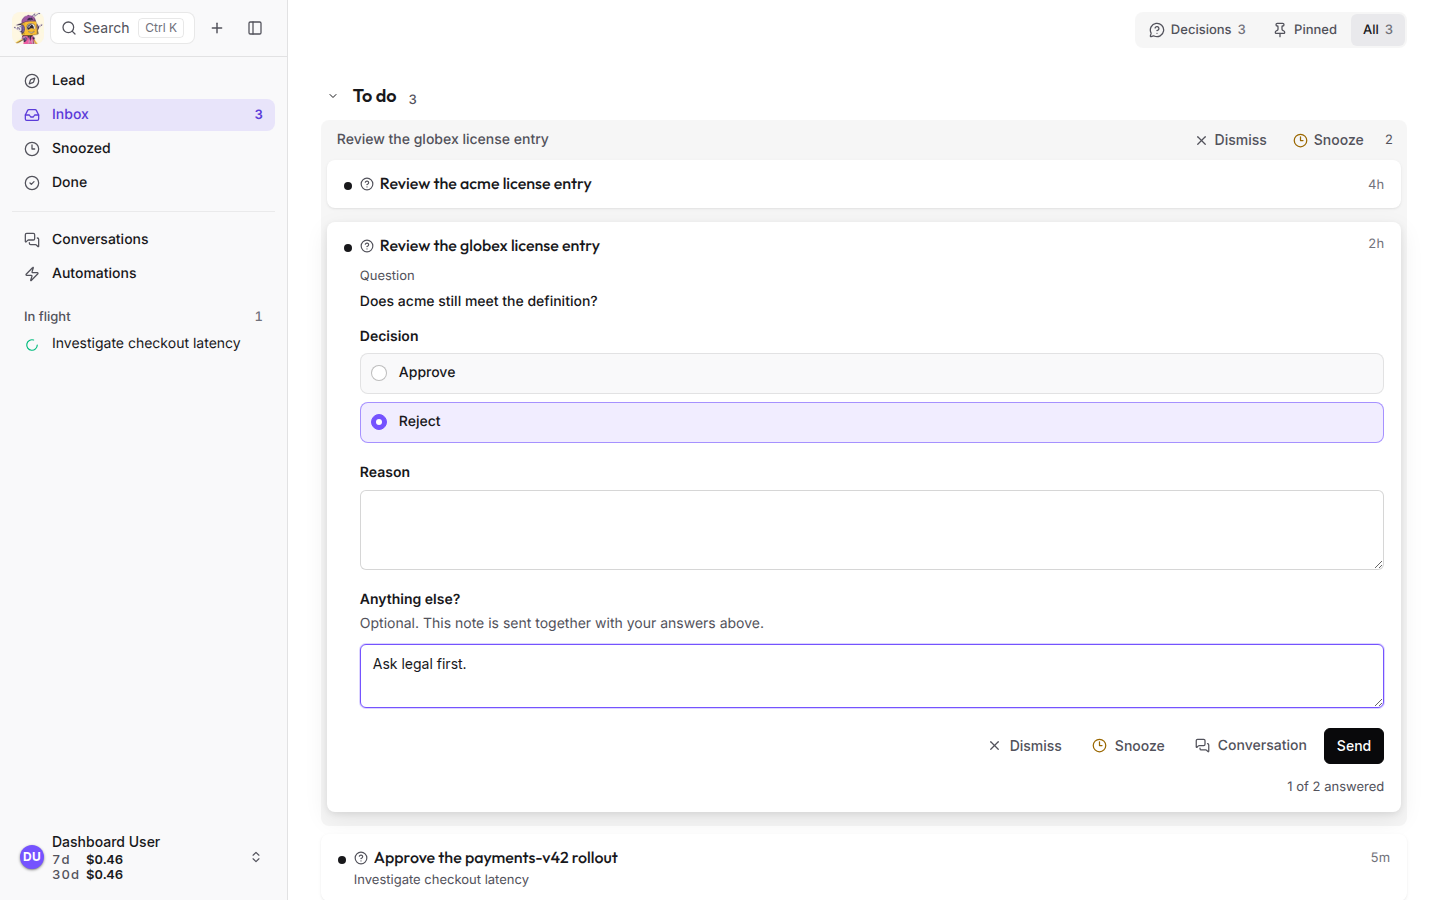 Search Ctrl K
Lead
Inbox 3
Snoozed
Done
Conversations
Automations
In flight 1
Investigate checkout latency
DU Dashboard User
7d $0.46
30d $0.46
Decisions 3 Pinned All 3
To do 3
Review the globex license entry Dismiss Snooze 2
Review the acme license entry 4h
Review the globex license entry 2h
Question
Does acme still meet the definition?
Decision
Approve
Reject
Reason
Anything else?
Optional. This note is sent together with your answers above.
Ask legal first.
Dismiss Snooze Conversation Send
1 of 2 answered
Approve the payments-v42 rollout 5m
Investigate checkout latency